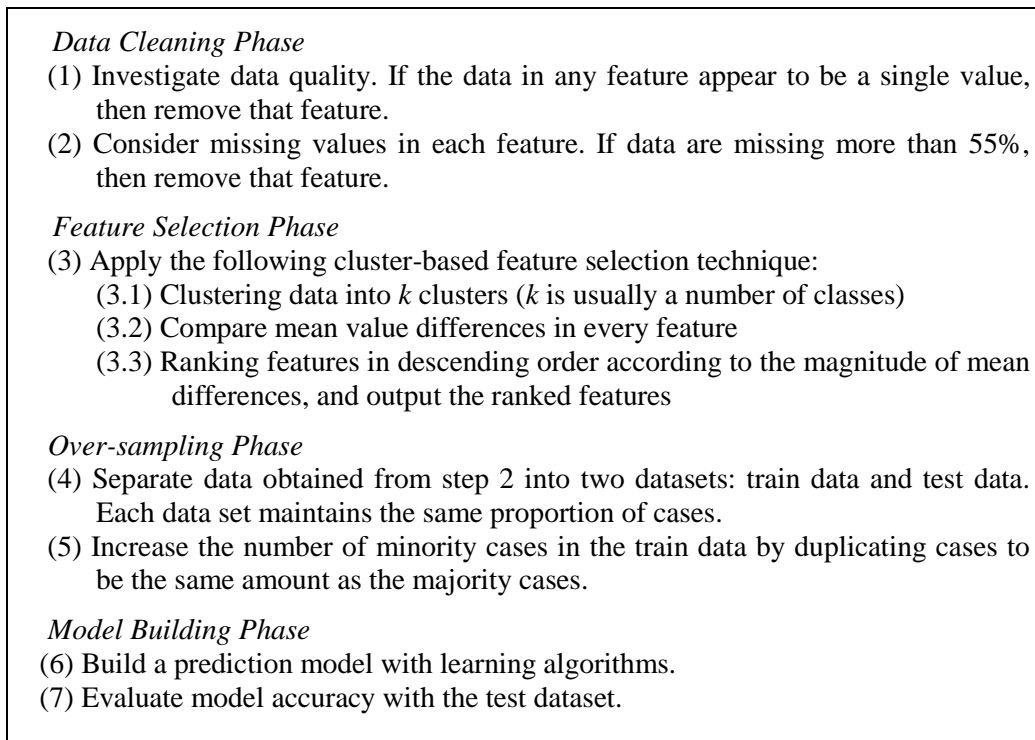 Data Cleaning Phase
(1) Investigate data quality. If the data in any feature appear to be a single value,
then remove that feature.
(2) Consider missing values in each feature. If data are missing more than 55%,
then remove that feature.
Feature Selection Phase
(3) Apply the following cluster-based feature selection technique:
(3.1) Clustering data into k clusters (k is usually a number of classes)
(3.2) Compare mean value differences in every feature
(3.3) Ranking features in descending order according to the magnitude of mean
differences, and output the ranked features
Over-sampling Phase
(4) Separate data obtained from step 2 into two datasets: train data and test data.
Each data set maintains the same proportion of cases.
(5) Increase the number of minority cases in the train data by duplicating cases to
be the same amount as the majority cases.
Model Building Phase
(6) Build a prediction model with learning algorithms.
(7) Evaluate model accuracy with the test dataset.